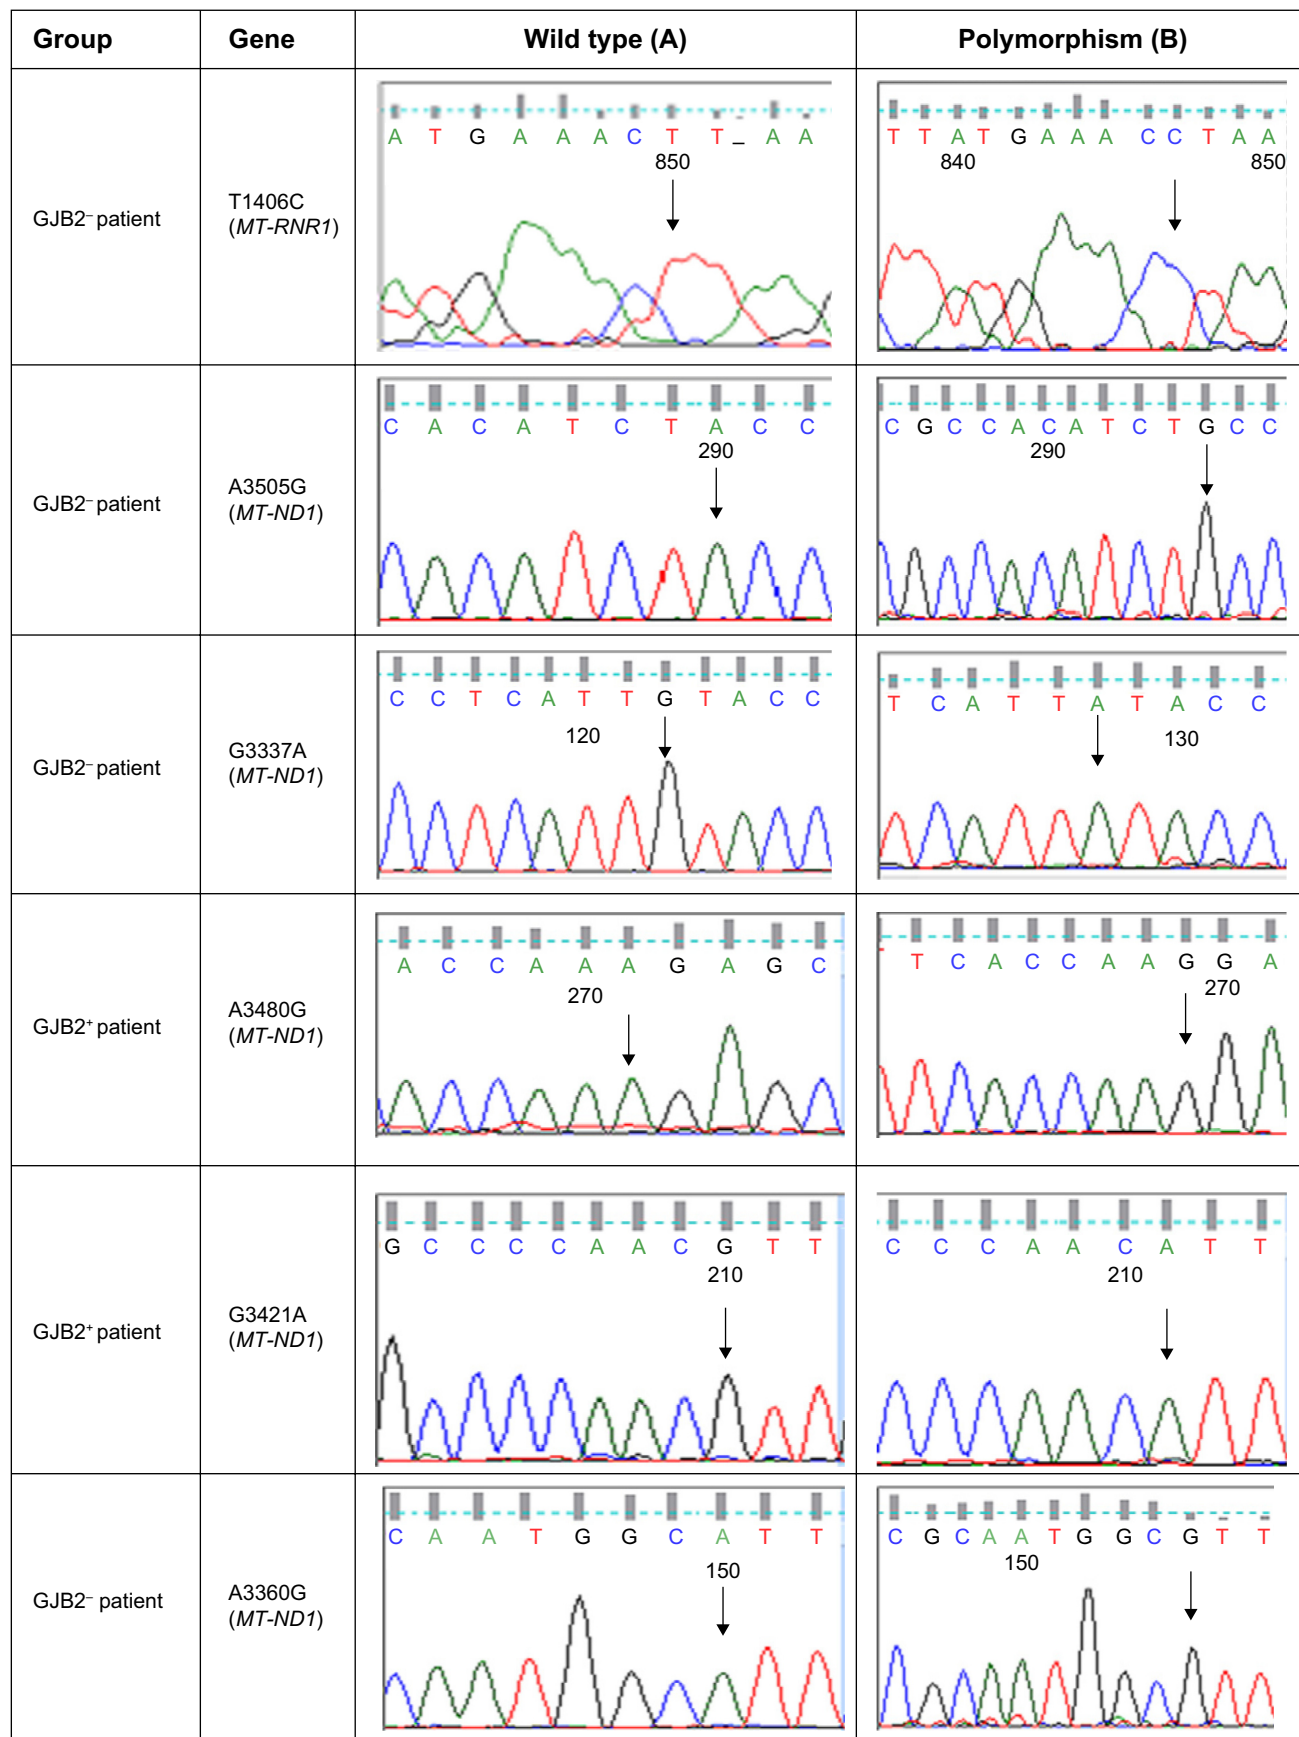 Group Gene Wild type (A) Polymorphism (B)
A T G A A A C T T _ A A
850
T T A T G A A A C C T A A
840 850
GJB2⁻ patient
T1406C
(MT-RNR1)
C A C A T C T A C C
290
C G C C A C A T C T G C C
290
GJB2⁻ patient
A3505G
(MT-ND1)
C C T C A T T G T A C C
120
T C A T T A T A C C
130
GJB2⁻ patient
G3337A
(MT-ND1)
A C C A A A G A G C
270
T C A C C A A G G A
270
GJB2⁺ patient
A3480G
(MT-ND1)
G C C C C A A C G T T
210
C C C A A C A T T
210
GJB2⁺ patient
G3421A
(MT-ND1)
C A A T G G C A T T
150
C G C A A T G G C G T T
150
GJB2⁻ patient
A3360G
(MT-ND1)